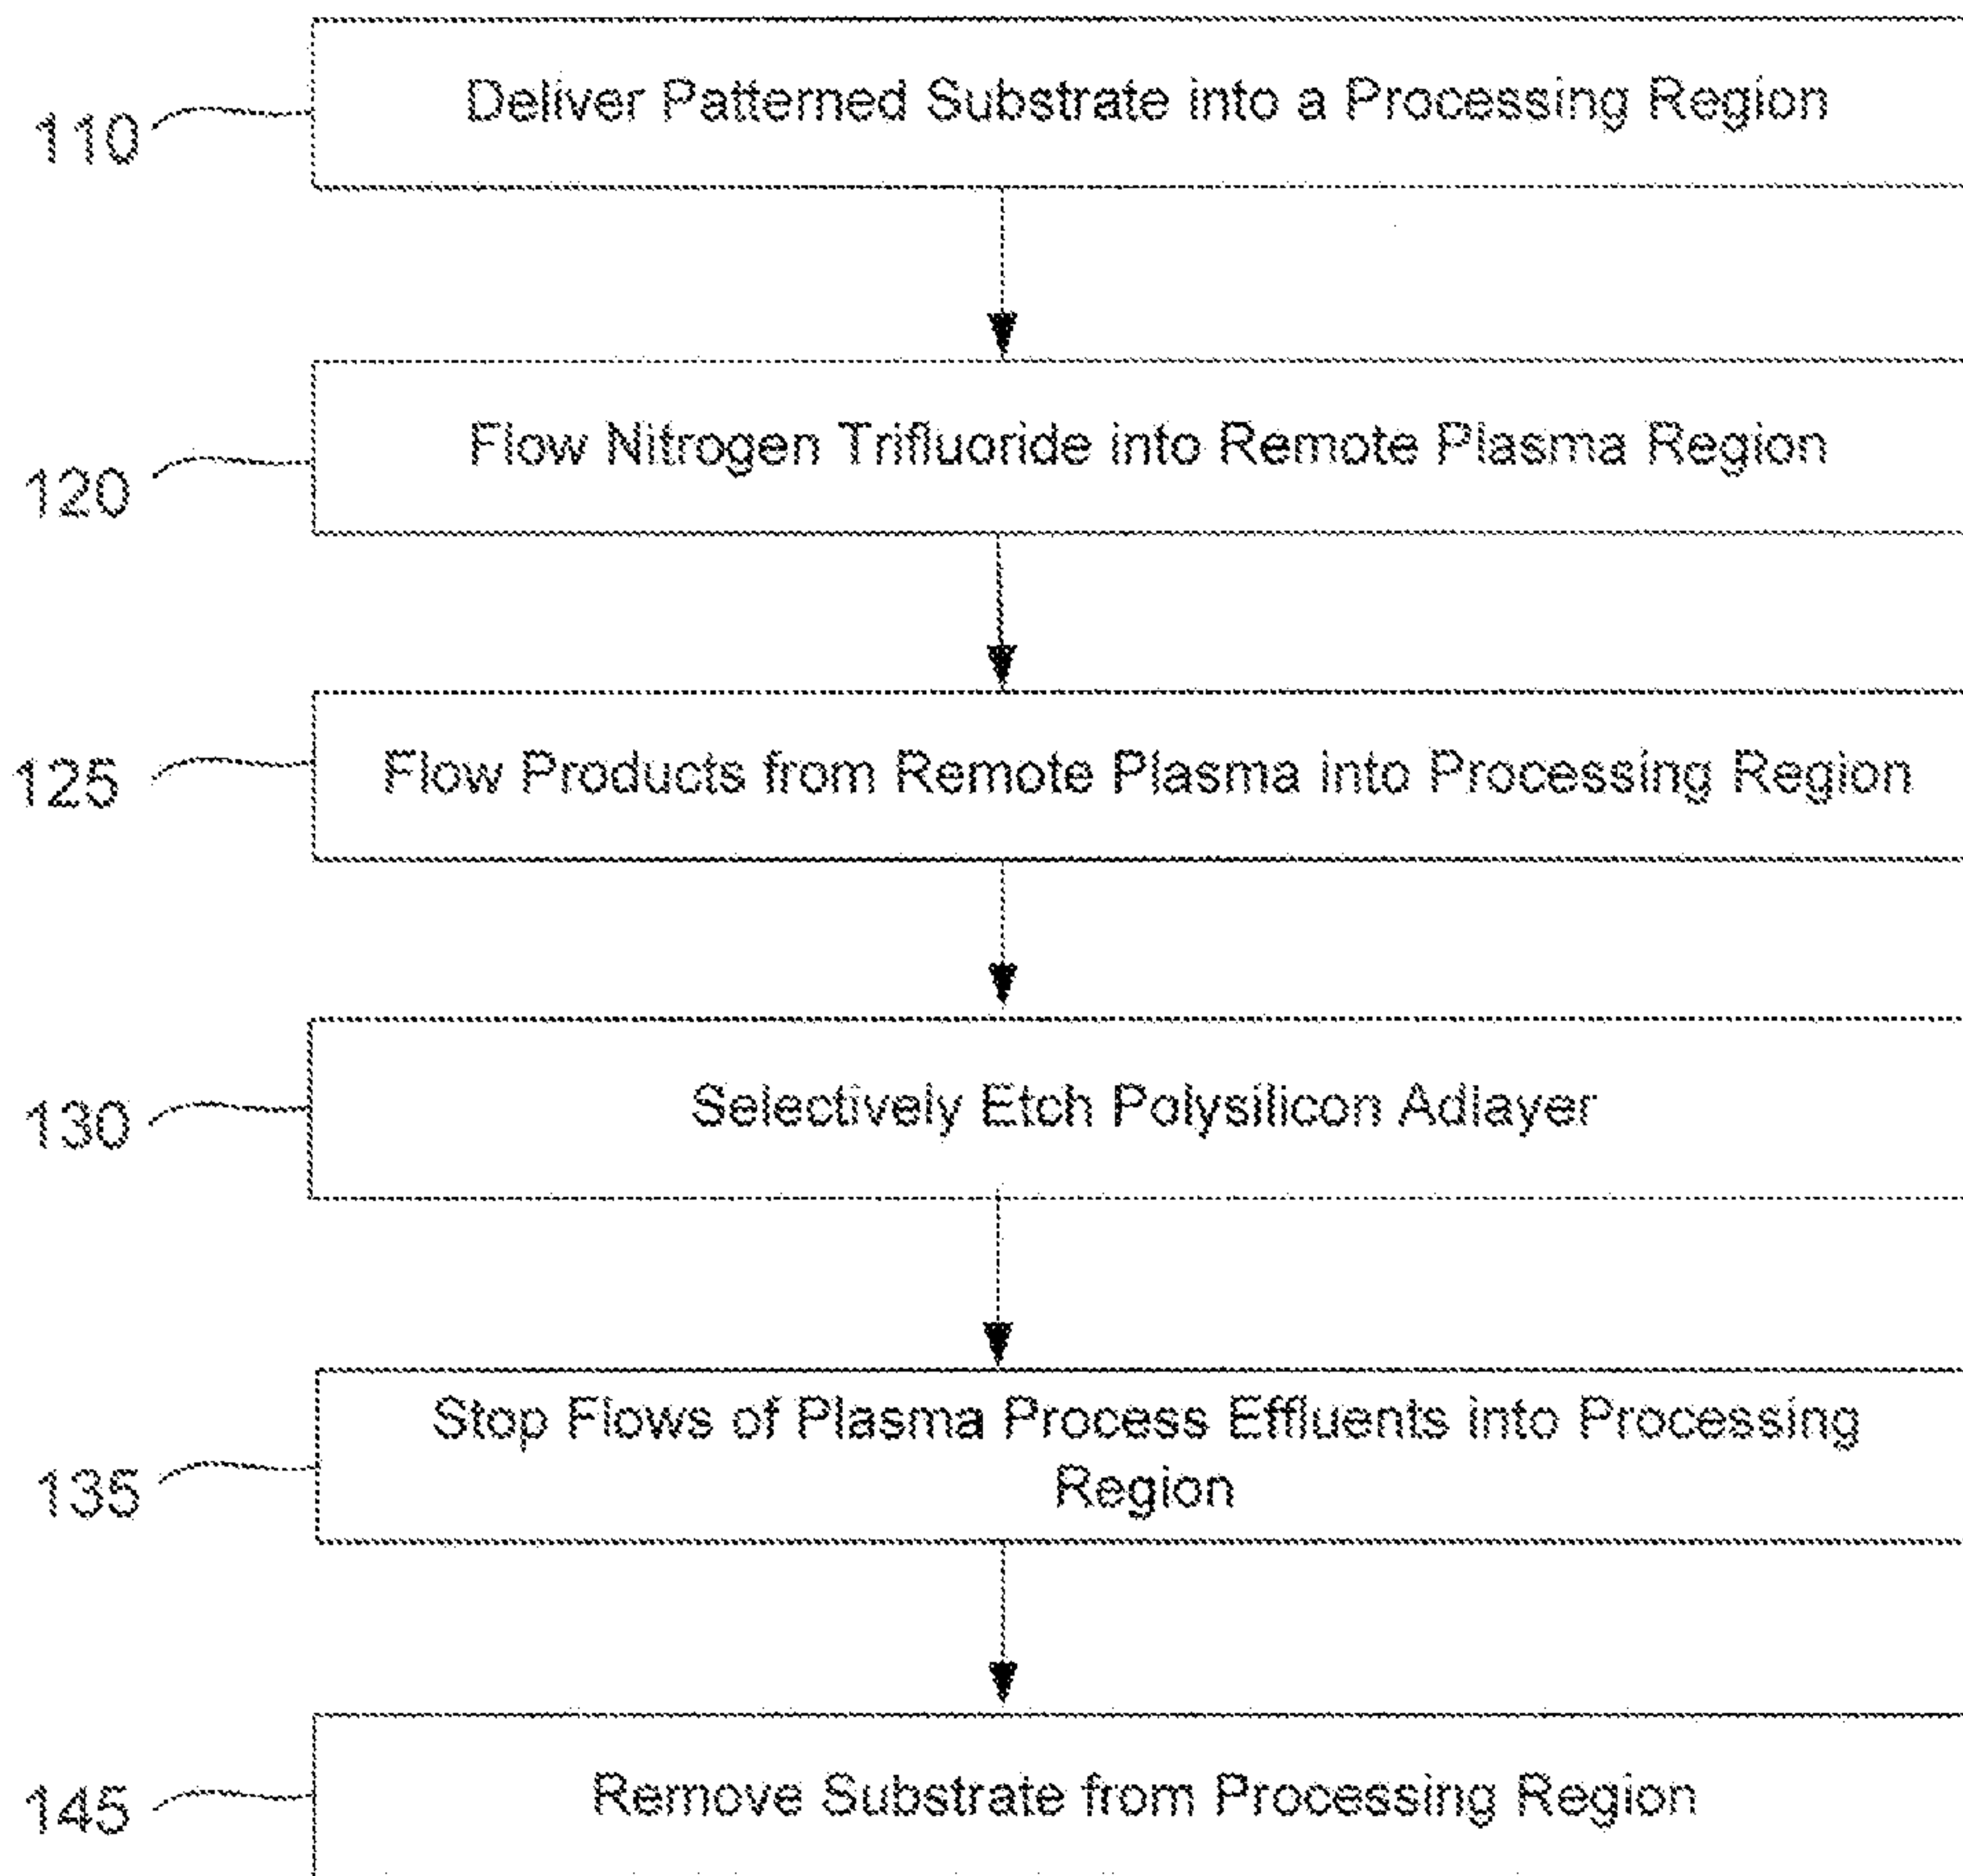 110
Deliver Patterned Substrate into a Processing Region
120
Flow Nitrogen Trifluoride into Remote Plasma Region
125
Flow Products from Remote Plasma into Processing Region
130
Selectively Etch Polysilicon Adlayer
135
Stop Flows of Plasma Process Effluents into Processing
Region
145
Remove Substrate from Processing Region